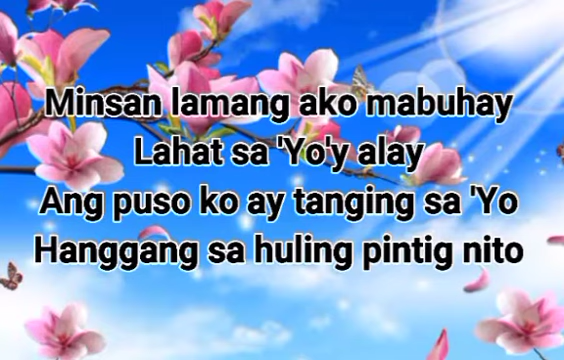 Minsan lamang ako mabuhay
Lahat sa 'Yo'y alay
Ang puso ko ay tanging sa 'Yo
Hanggang sa huling pintig nito